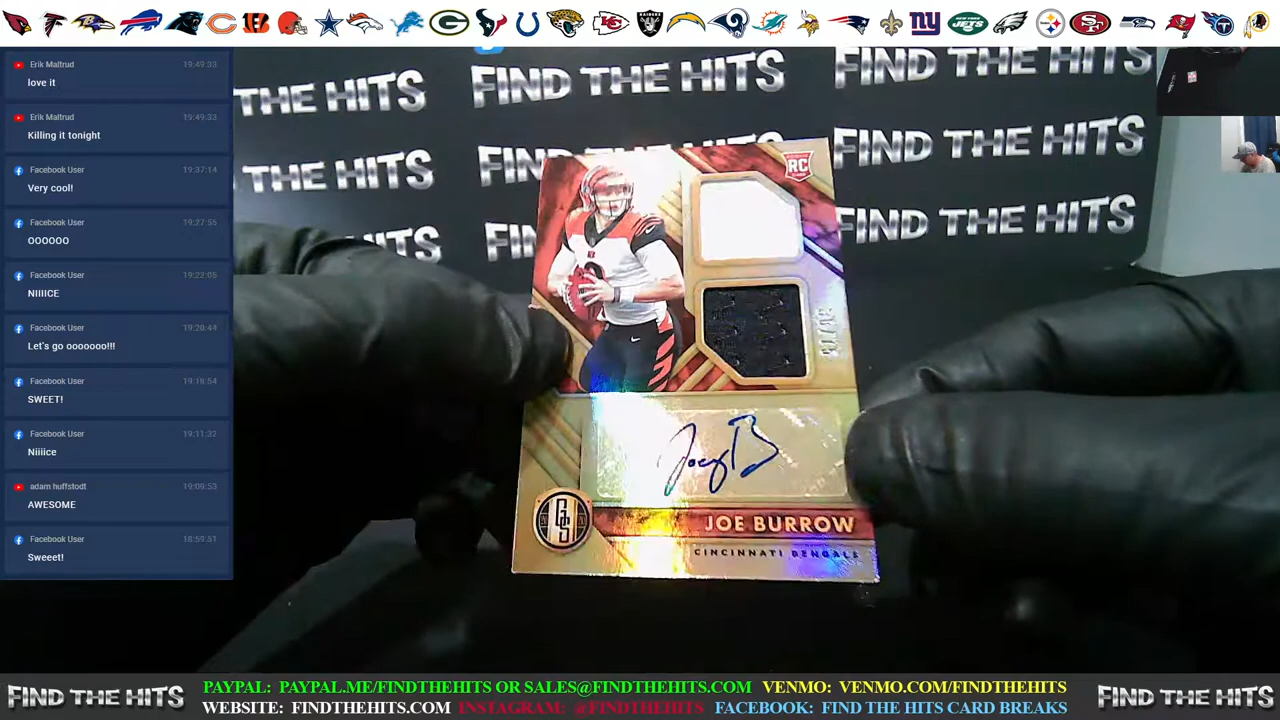 Erik Maltrud 19:49:33
love it
Erik Maltrud 19:49:33
Killing it tonight
Facebook User 19:37:14
Very cool!
Facebook User 19:27:55
OOOOOO
Facebook User 19:22:05
NIIIICE
Facebook User 19:20:44
Let's go ooooooo!!!
Facebook User 19:18:54
SWEET!
Facebook User 19:11:32
Niiiice
adam huffstodt 19:09:53
AWESOME
Facebook User 18:59:51
Sweeet!
THE HITS FIND THE HITS FIND THE HITS
THE HITS FIND THE HITS FIND THE HITS
FIND THE HITS
RC
Joey B
GS
JOE BURROW
CINCINNATI BENGALS
FIND THE HITS
PAYPAL: PAYPAL.ME/FINDTHEHITS OR SALES@FINDTHEHITS.COM VENMO: VENMO.COM/FINDTHEHITS
WEBSITE: FINDTHEHITS.COM INSTAGRAM: @FINDTHEHITS FACEBOOK: FIND THE HITS CARD BREAKS
FIND THE HITS